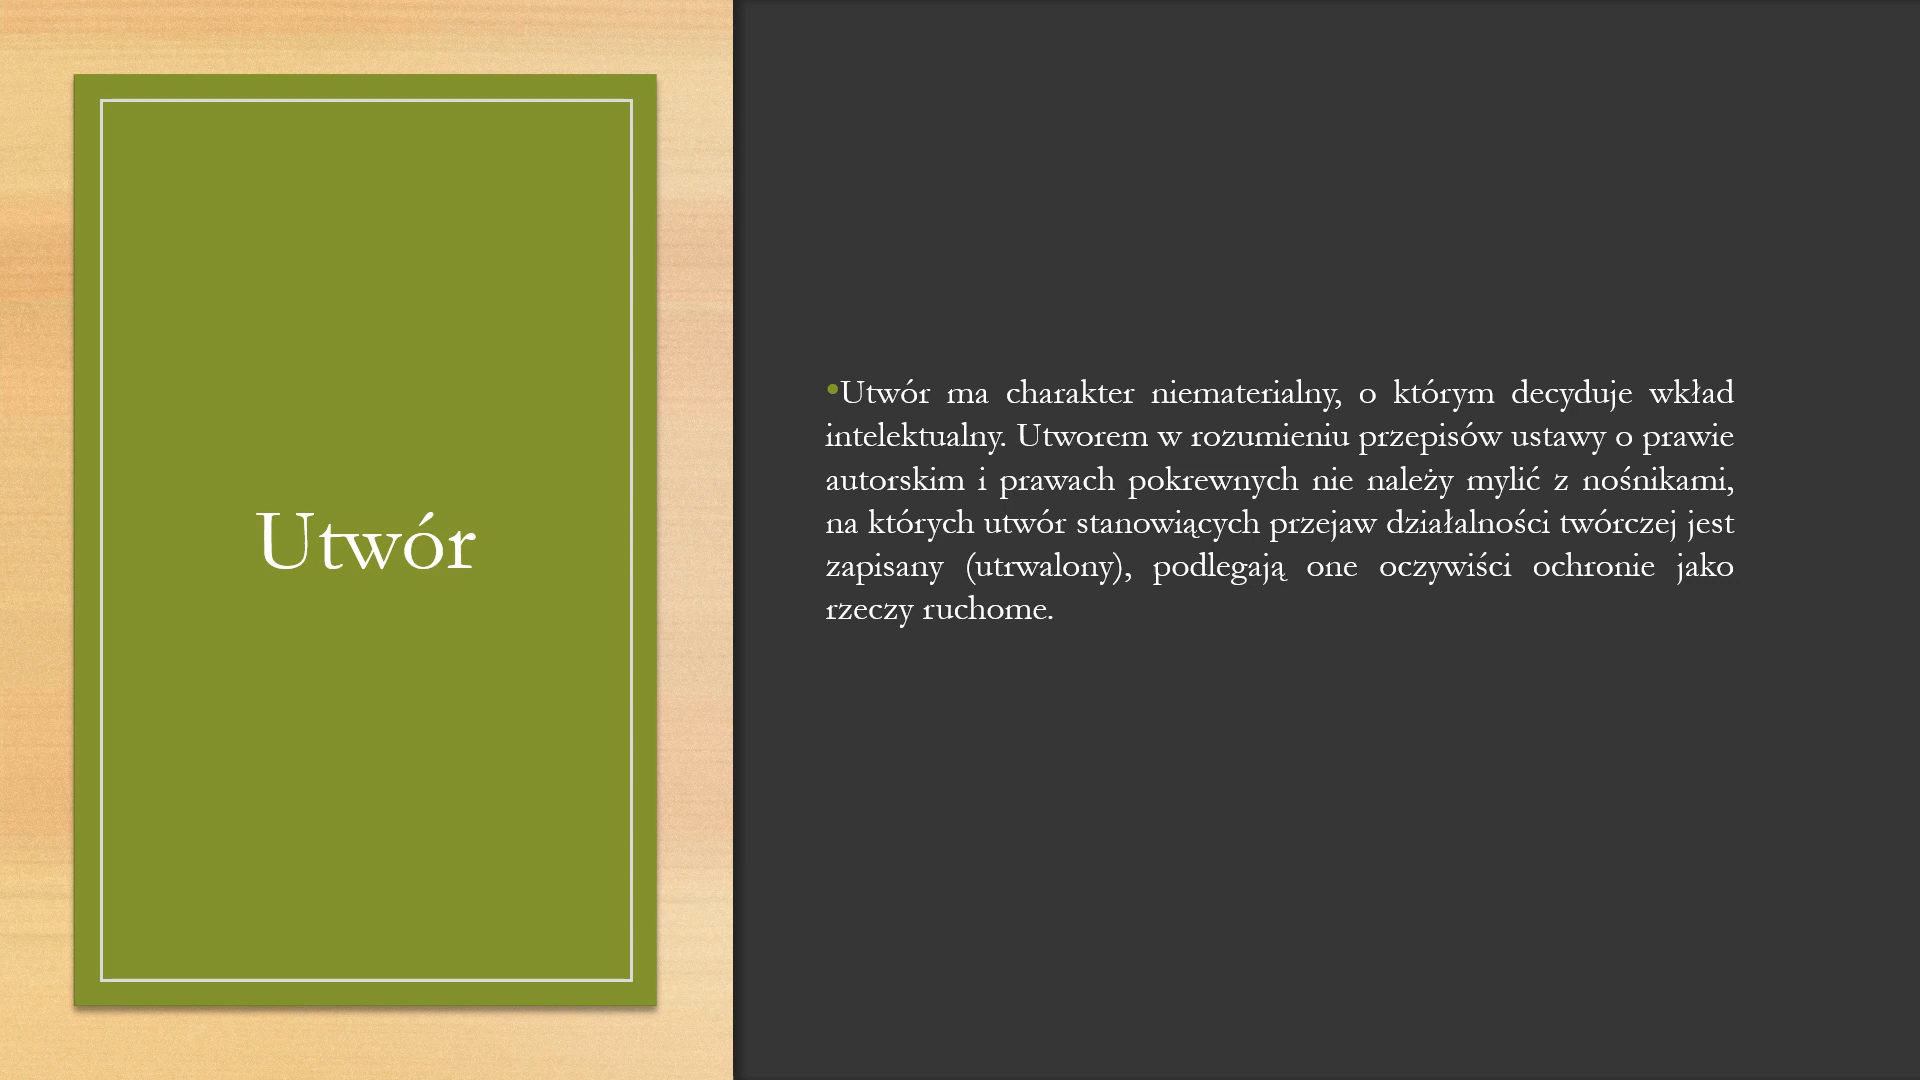 Utwór
•Utwór ma charakter niematerialny, o którym decyduje wkład
intelektualny. Utworem w rozumieniu przepisów ustawy o prawie
autorskim i prawach pokrewnych nie należy mylić z nośnikami,
na których utwór stanowiących przejaw działalności twórczej jest
zapisany (utrwalony), podlegają one oczywiści ochronie jako
rzeczy ruchome.